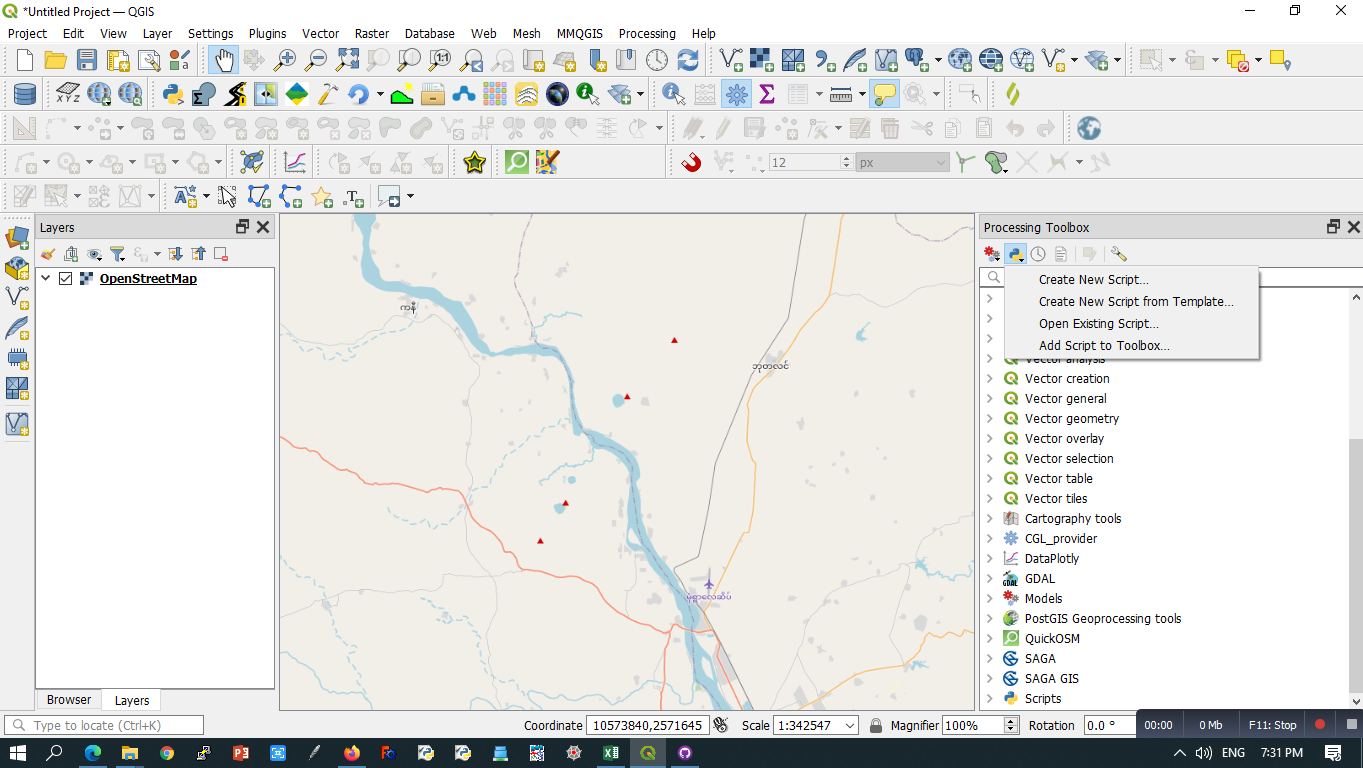 *Untitled Project — QGIS
Project Edit View Layer Settings Plugins Vector Raster Database Web Mesh MMQGIS Processing Help
12 px
Layers
OpenStreetMap
Browser Layers
ကနီ
ဘုတလင်
Processing Toolbox
Create New Script...
Create New Script from Template...
Open Existing Script...
Add Script to Toolbox...
Vector analysis
Vector creation
Vector general
Vector geometry
Vector overlay
Vector selection
Vector table
Vector tiles
Cartography tools
CGL_provider
DataPlotly
GDAL
Models
PostGIS Geoprocessing tools
QuickOSM
SAGA
SAGA GIS
Scripts
Type to locate (Ctrl+K) Coordinate 10573840,2571645 Scale 1:342547 Magnifier 100% Rotation 0.0 ° 00:00 0 Mb F11: Stop
ENG 7:31 PM